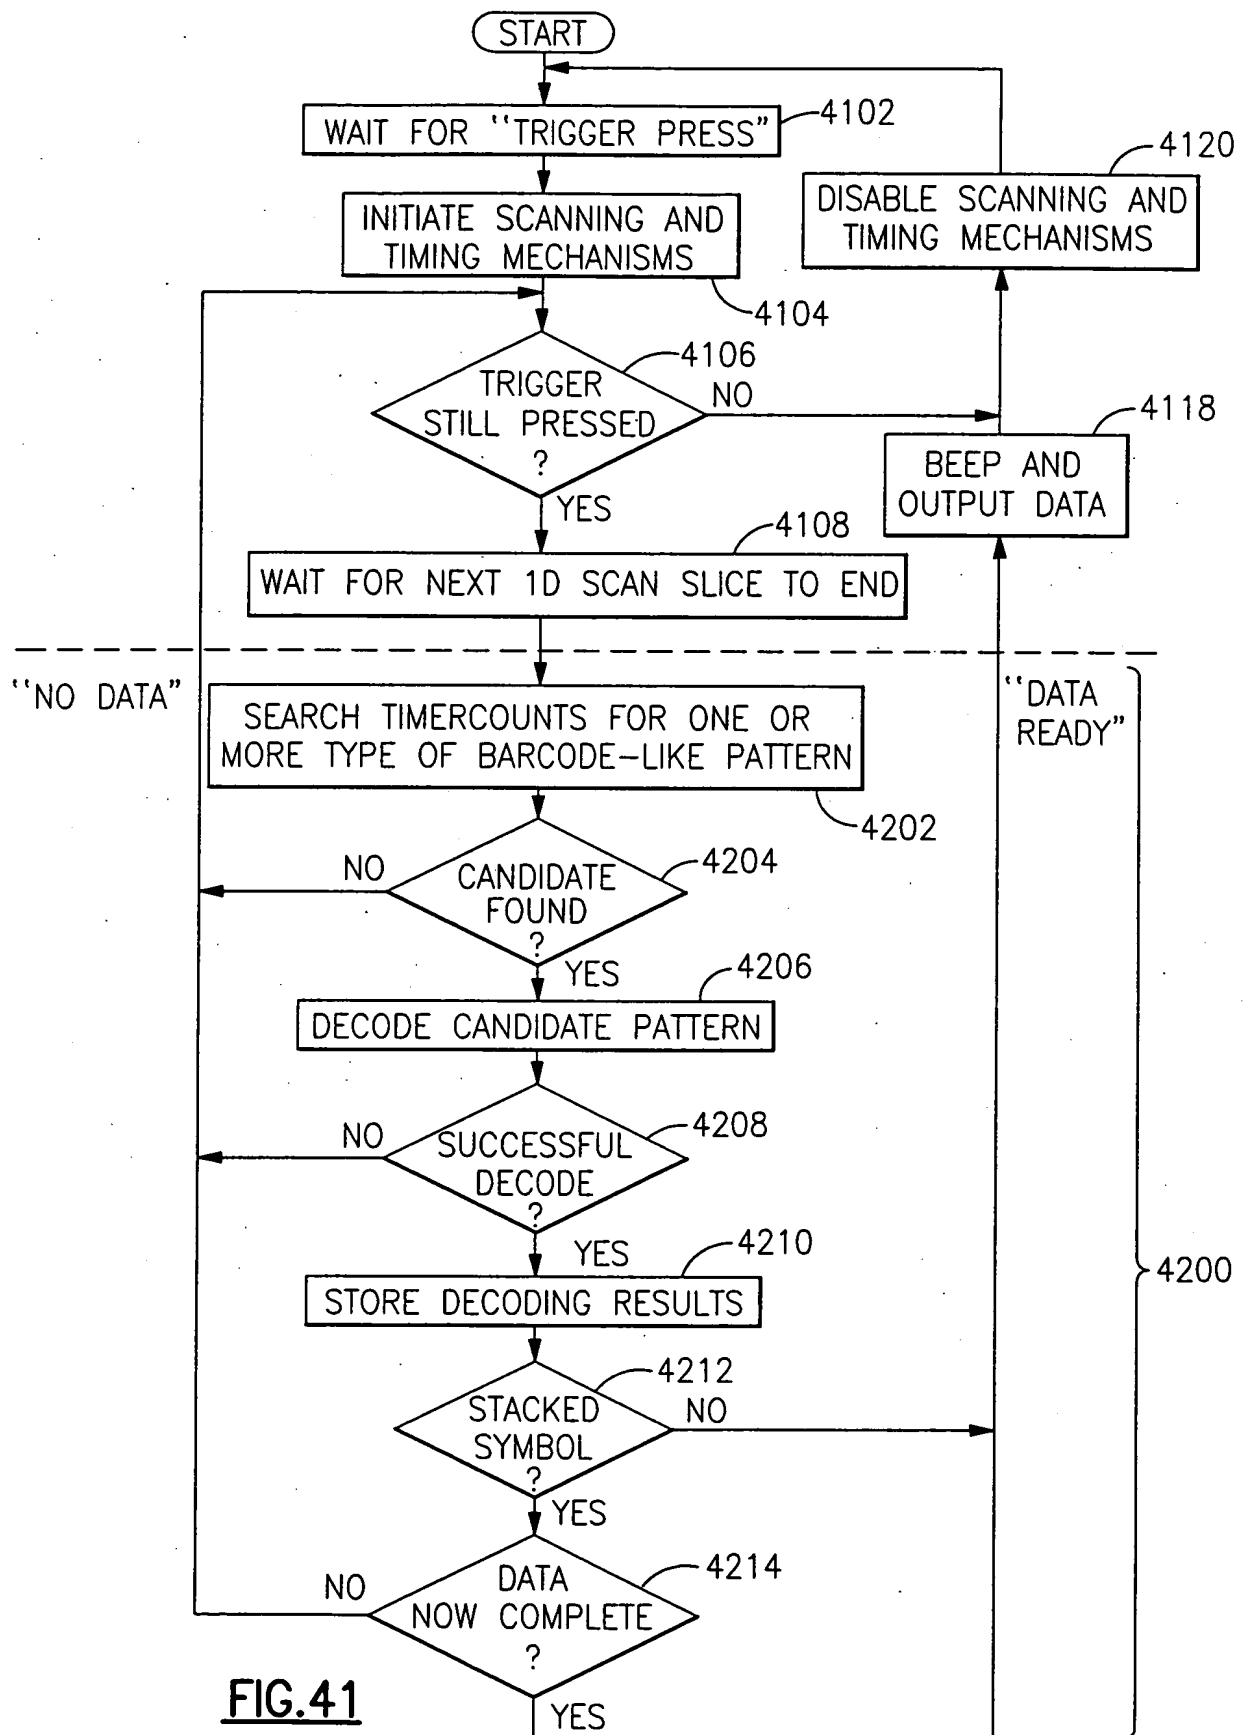 START
WAIT FOR "TRIGGER PRESS"
4102
INITIATE SCANNING AND
TIMING MECHANISMS
4104
DISABLE SCANNING AND
TIMING MECHANISMS
4120
TRIGGER
STILL PRESSED
?
4106
NO
YES
BEEP AND
OUTPUT DATA
4118
WAIT FOR NEXT 1D SCAN SLICE TO END
4108
"NO DATA"
"DATA
READY"
SEARCH TIMERCOUNTS FOR ONE OR
MORE TYPE OF BARCODE-LIKE PATTERN
4202
CANDIDATE
FOUND
?
4204
NO
YES
DECODE CANDIDATE PATTERN
4206
SUCCESSFUL
DECODE
?
4208
NO
YES
STORE DECODING RESULTS
4210
4200
STACKED
SYMBOL
?
4212
NO
YES
DATA
NOW COMPLETE
?
4214
NO
YES
FIG.41